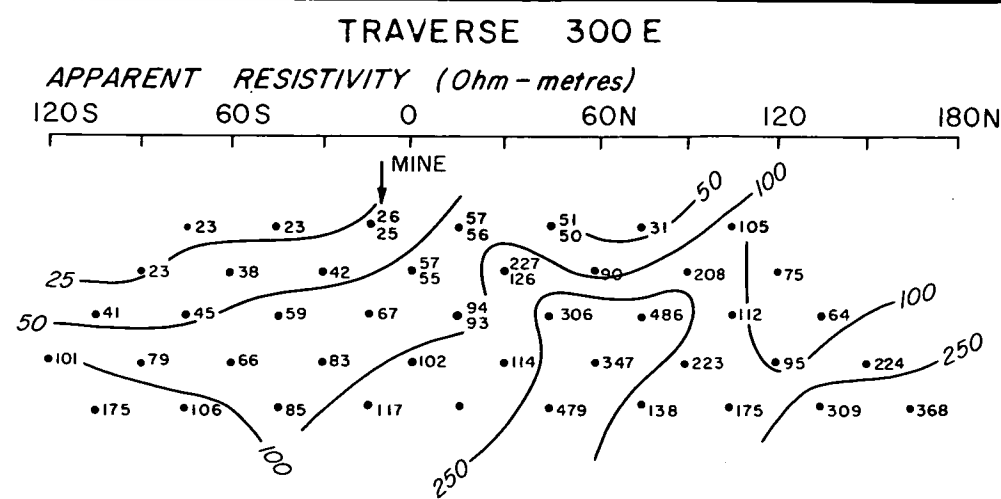 TRAVERSE 300 E
APPARENT RESISTIVITY (Ohm-metres)
120 S 60 S 0 60N 120 180N
MINE
50 100
23 23 26 57 51 31 105
25 56 50
25 23 38 42 57 227 90 208 75
55 126
50 41 45 59 67 94 306 486 112 64 100
93
101 79 66 83 102 114 347 223 95 224 250
175 106 85 117 479 138 175 309 368
100 250